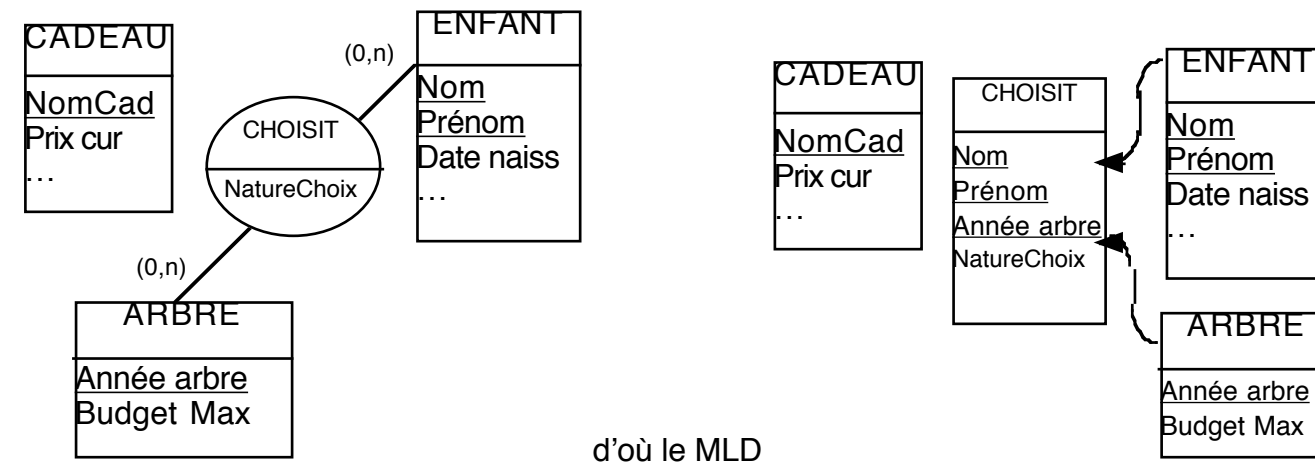 CADEAU
NomCad
Prix cur
…
(0,n)
ENFANT
Nom
Prénom
Date naiss
…
CHOISIT
NatureChoix
(0,n)
ARBRE
Année arbre
Budget Max
d'où le MLD
CADEAU
NomCad
Prix cur
…
CHOISIT
Nom
Prénom
Année arbre
NatureChoix
ENFANT
Nom
Prénom
Date naiss
…
ARBRE
Année arbre
Budget Max